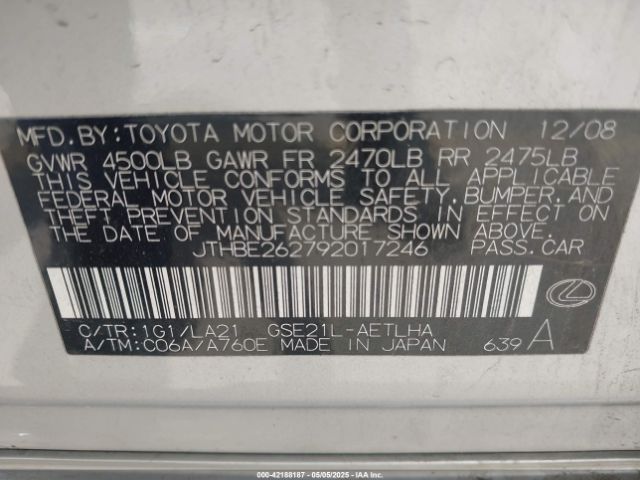 MFD.BY:TOYOTA MOTOR CORPORATION 12/08
GVWR 4500LB GAWR FR 2470LB RR 2475LB
THIS VEHICLE CONFORMS TO ALL APPLICABLE
FEDERAL MOTOR VEHICLE SAFETY,BUMPER,AND
THEFT PREVENTION STANDARDS IN EFFECT ON
THE DATE OF MANUFACTURE SHOWN ABOVE.
JTHBE262792017246 PASS.CAR
C/TR:1G1/LA21 GSE21L-AETLHA
A/TM:C06A/A760E MADE IN JAPAN 639 A
000-42188187 - 05/05/2025 - IAA Inc.